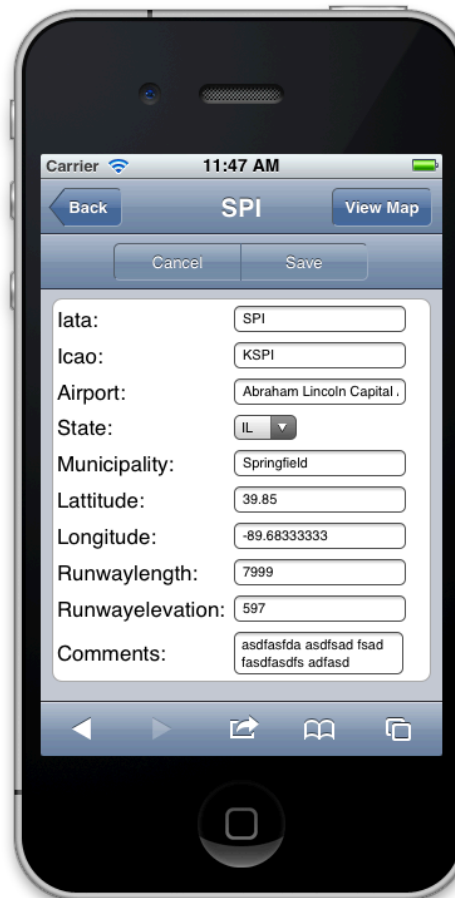 Carrier 11:47 AM
Back SPI View Map
Cancel Save
Iata: SPI
Icao: KSPI
Airport: Abraham Lincoln Capital
State: IL
Municipality: Springfield
Lattitude: 39.85
Longitude: -89.68333333
Runwaylength: 7999
Runwayelevation: 597
Comments: asdfasfda asdfsad fsad
fasdfasdfs adfasd